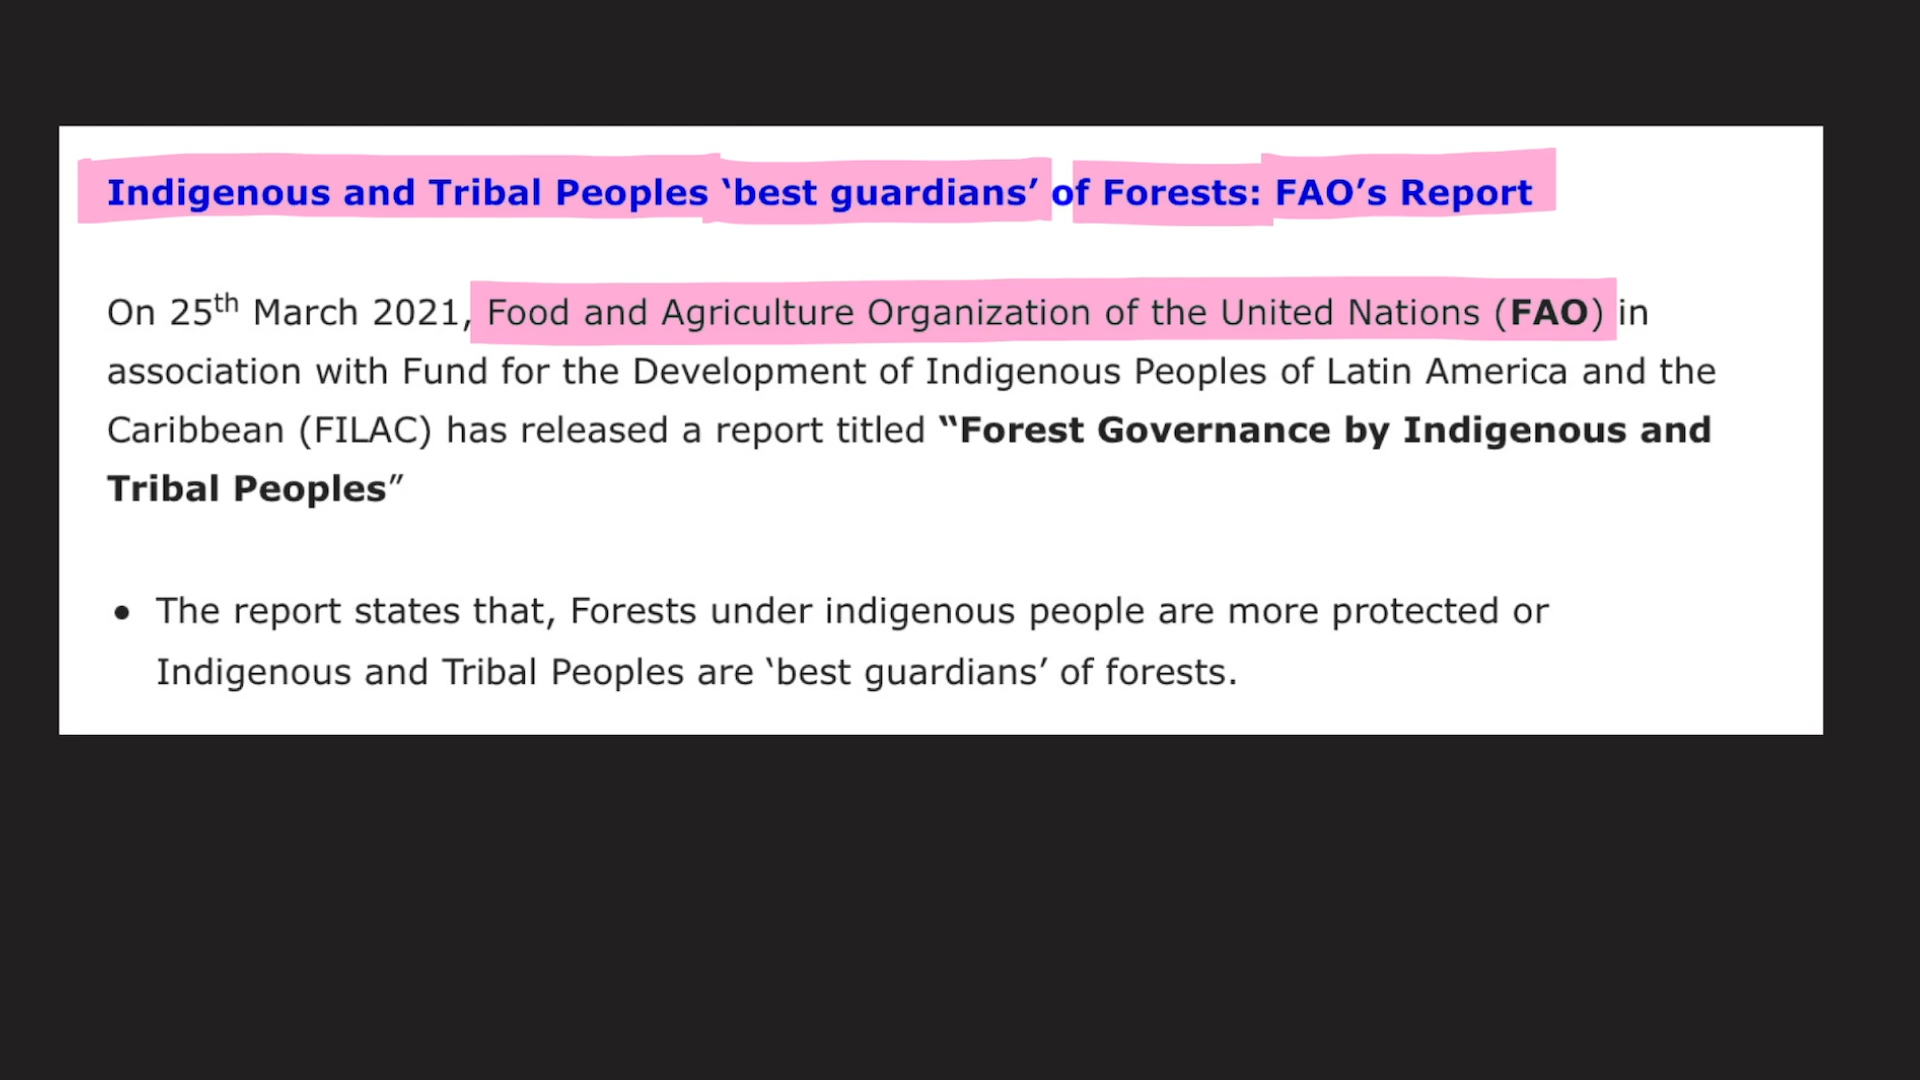 Indigenous and Tribal Peoples ‘best guardians’ of Forests: FAO’s Report
On 25th March 2021, Food and Agriculture Organization of the United Nations (FAO) in
association with Fund for the Development of Indigenous Peoples of Latin America and the
Caribbean (FILAC) has released a report titled “Forest Governance by Indigenous and
Tribal Peoples”
• The report states that, Forests under indigenous people are more protected or
Indigenous and Tribal Peoples are ‘best guardians’ of forests.